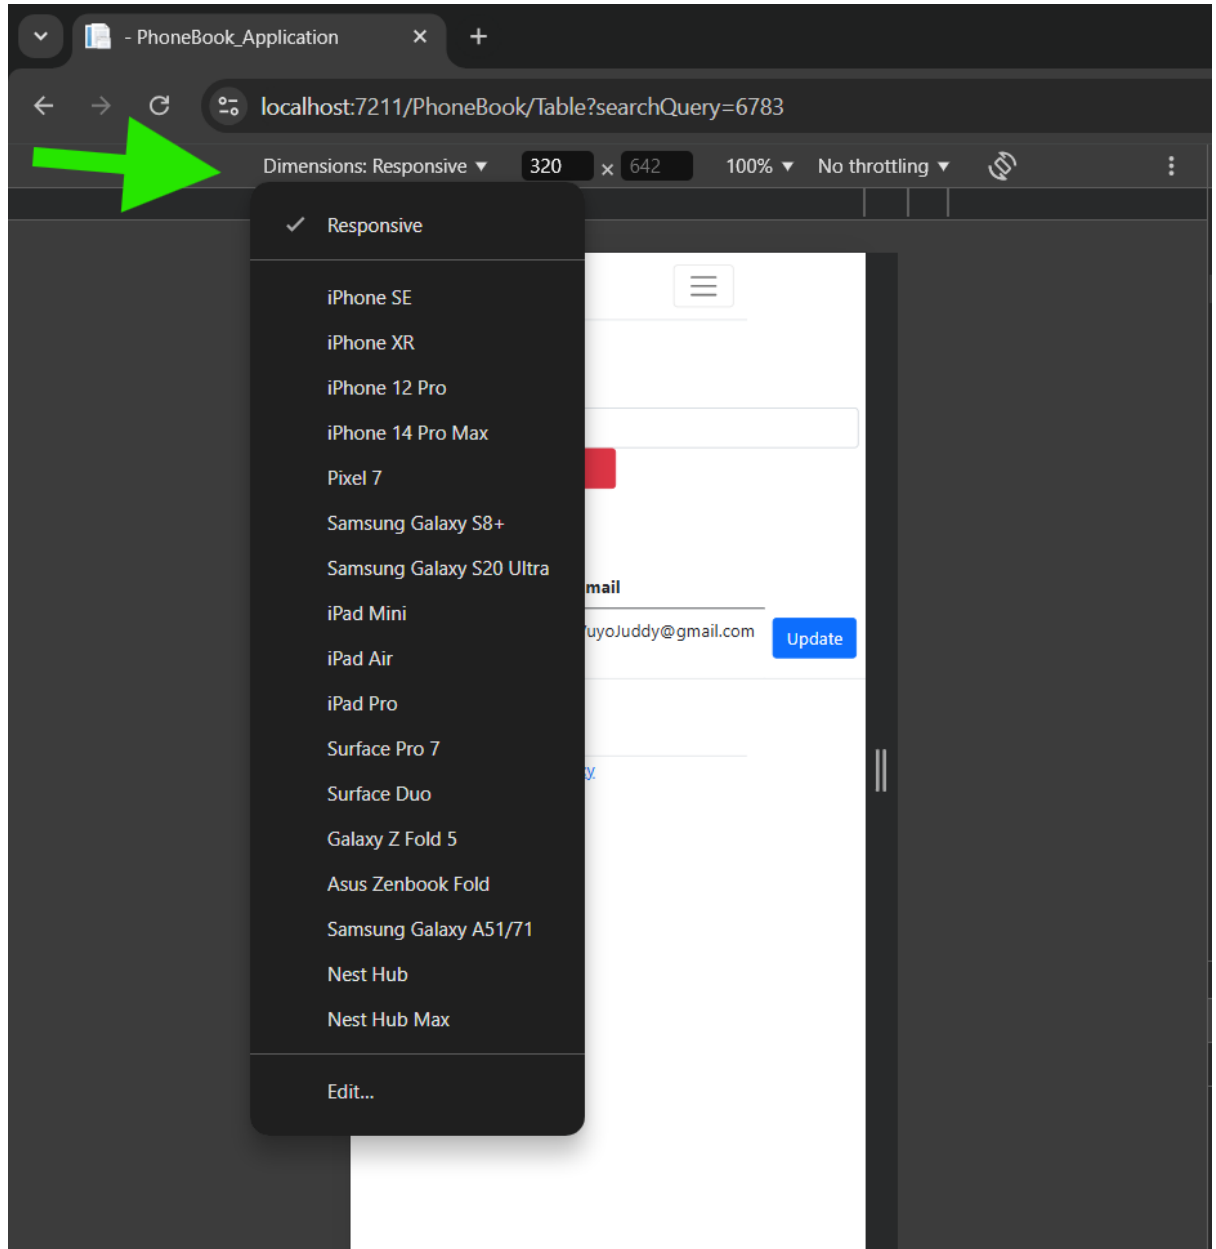 - PhoneBook_Application
localhost:7211/PhoneBook/Table?searchQuery=6783
Dimensions: Responsive 320 × 642 100% No throttling
Responsive
iPhone SE
iPhone XR
iPhone 12 Pro
iPhone 14 Pro Max
Pixel 7
Samsung Galaxy S8+
Samsung Galaxy S20 Ultra
mail
iPad Mini
uyoJuddy@gmail.com Update
iPad Air
iPad Pro
Surface Pro 7
y
Surface Duo
Galaxy Z Fold 5
Asus Zenbook Fold
Samsung Galaxy A51/71
Nest Hub
Nest Hub Max
Edit...